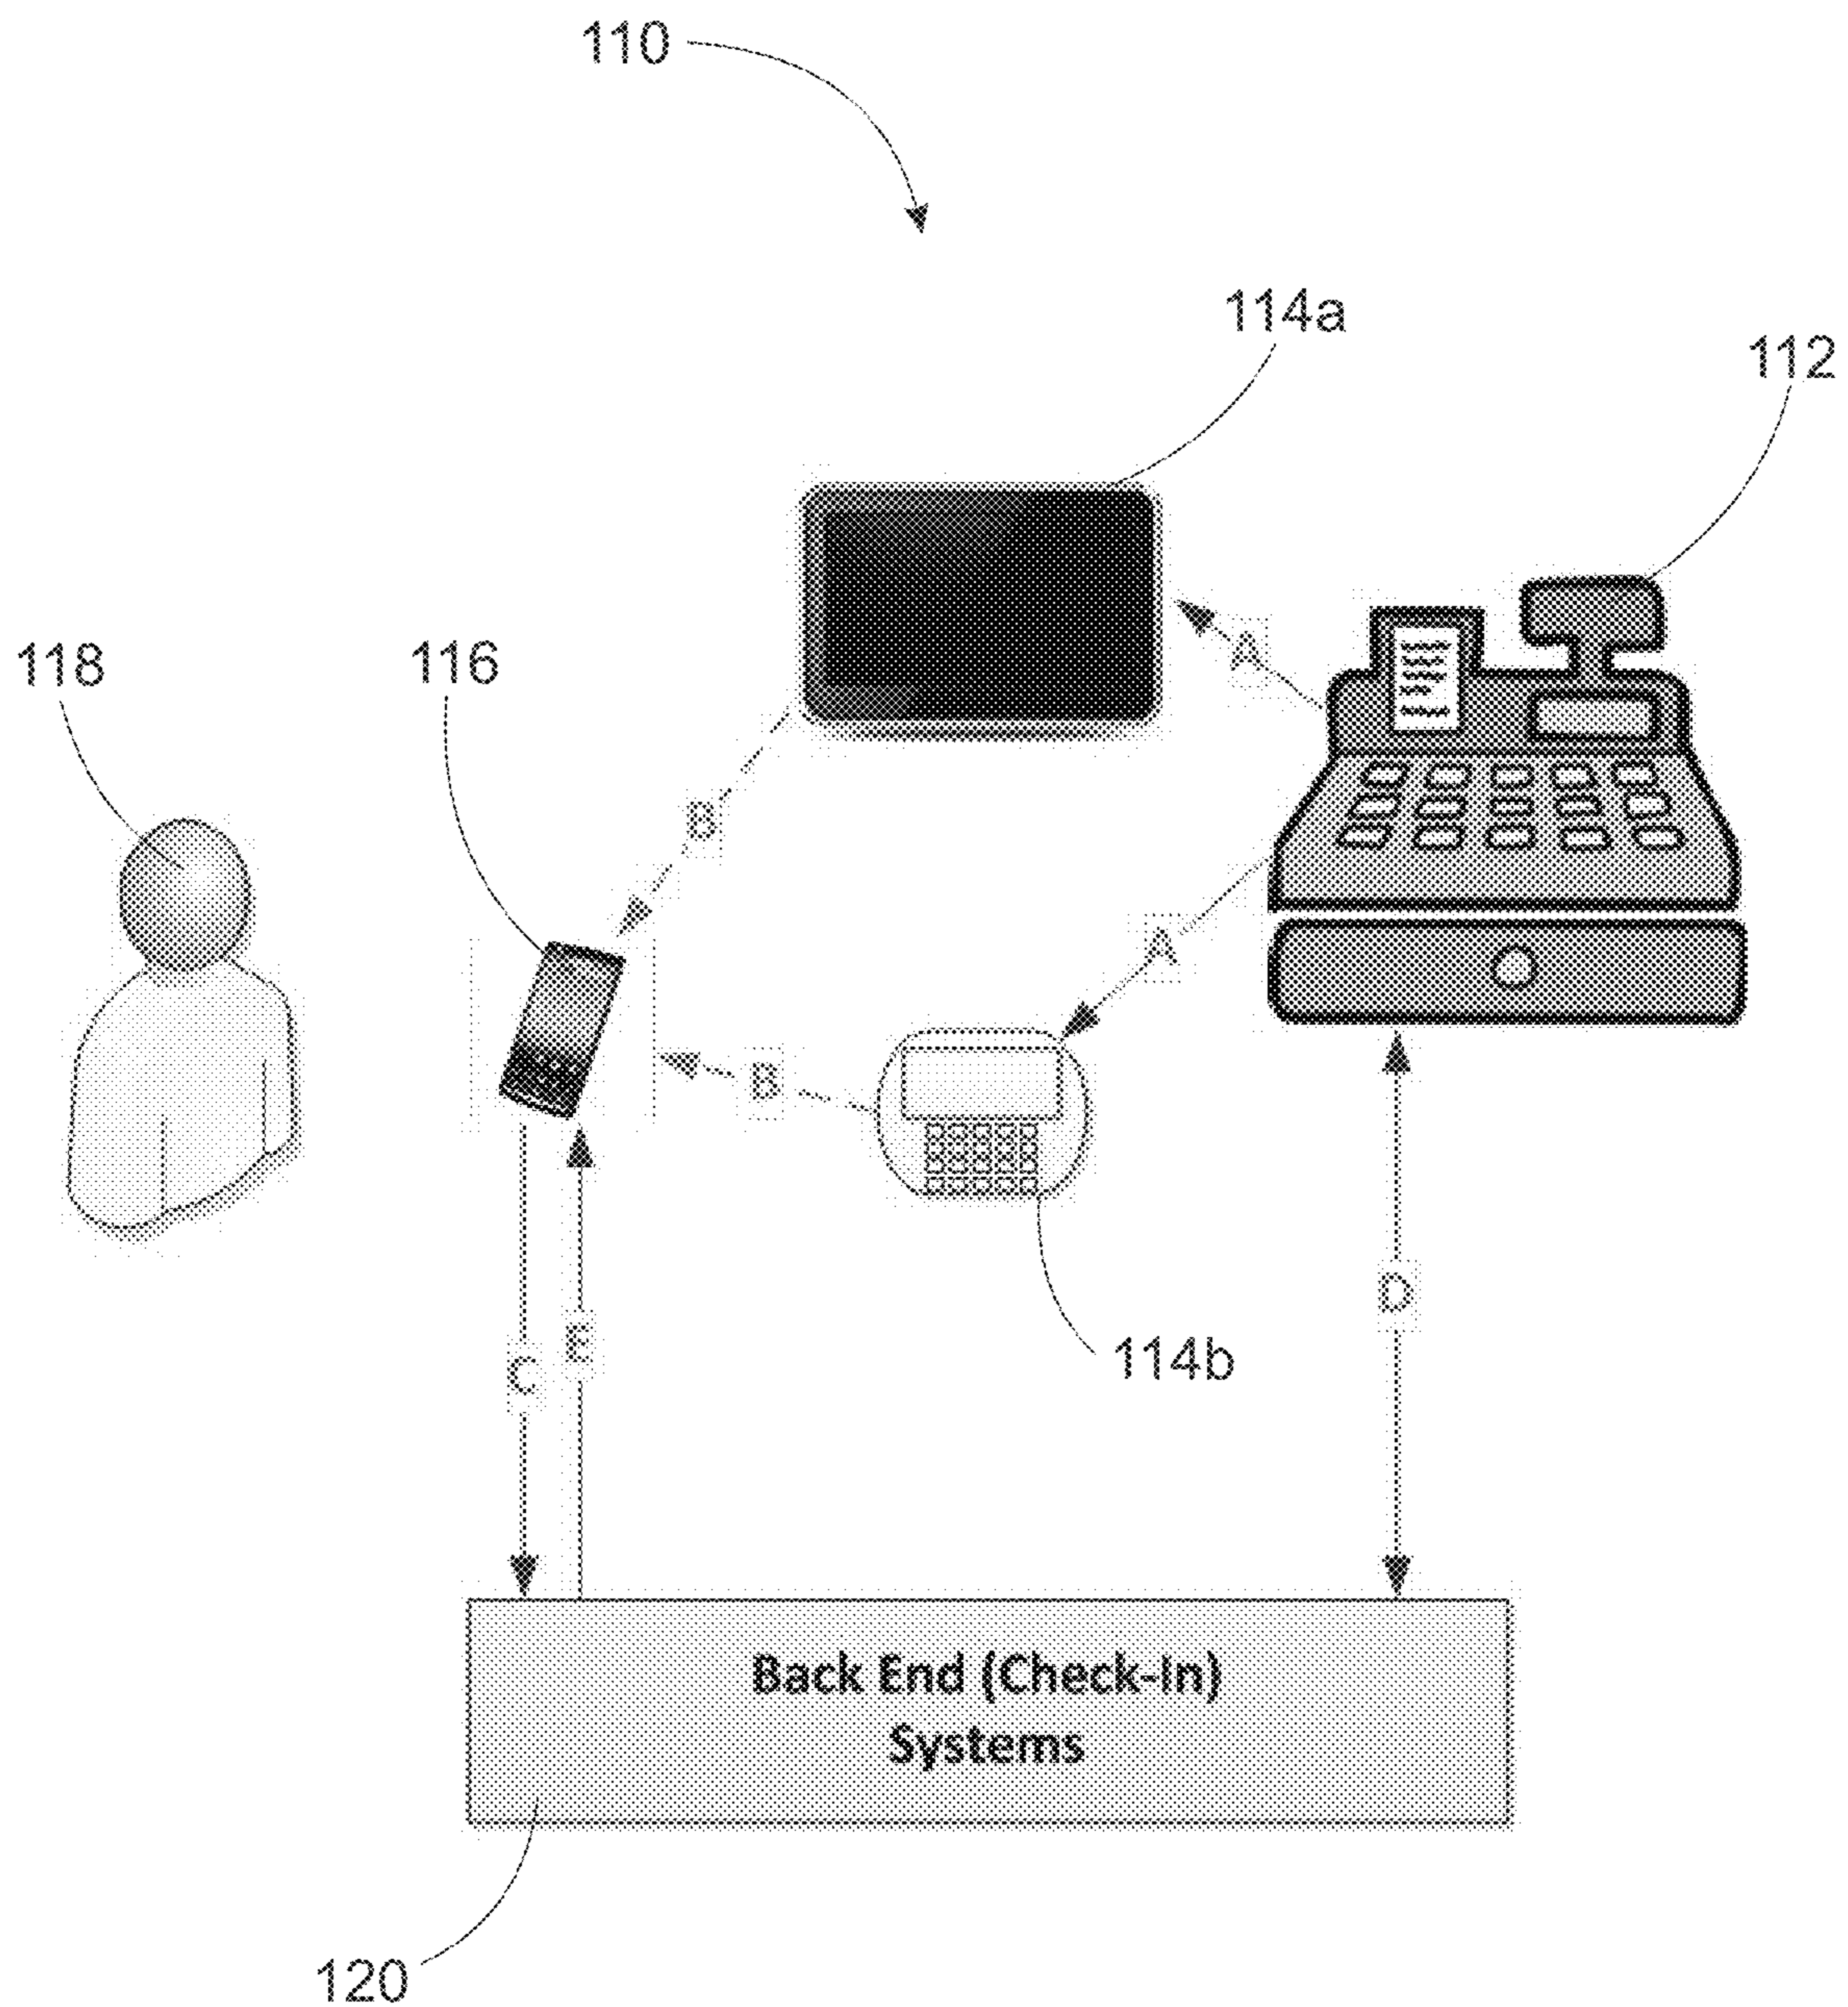 110
114a
112
118
116
A
B
A
B
D
E
C
114b
Back End (Check-In)
Systems
120